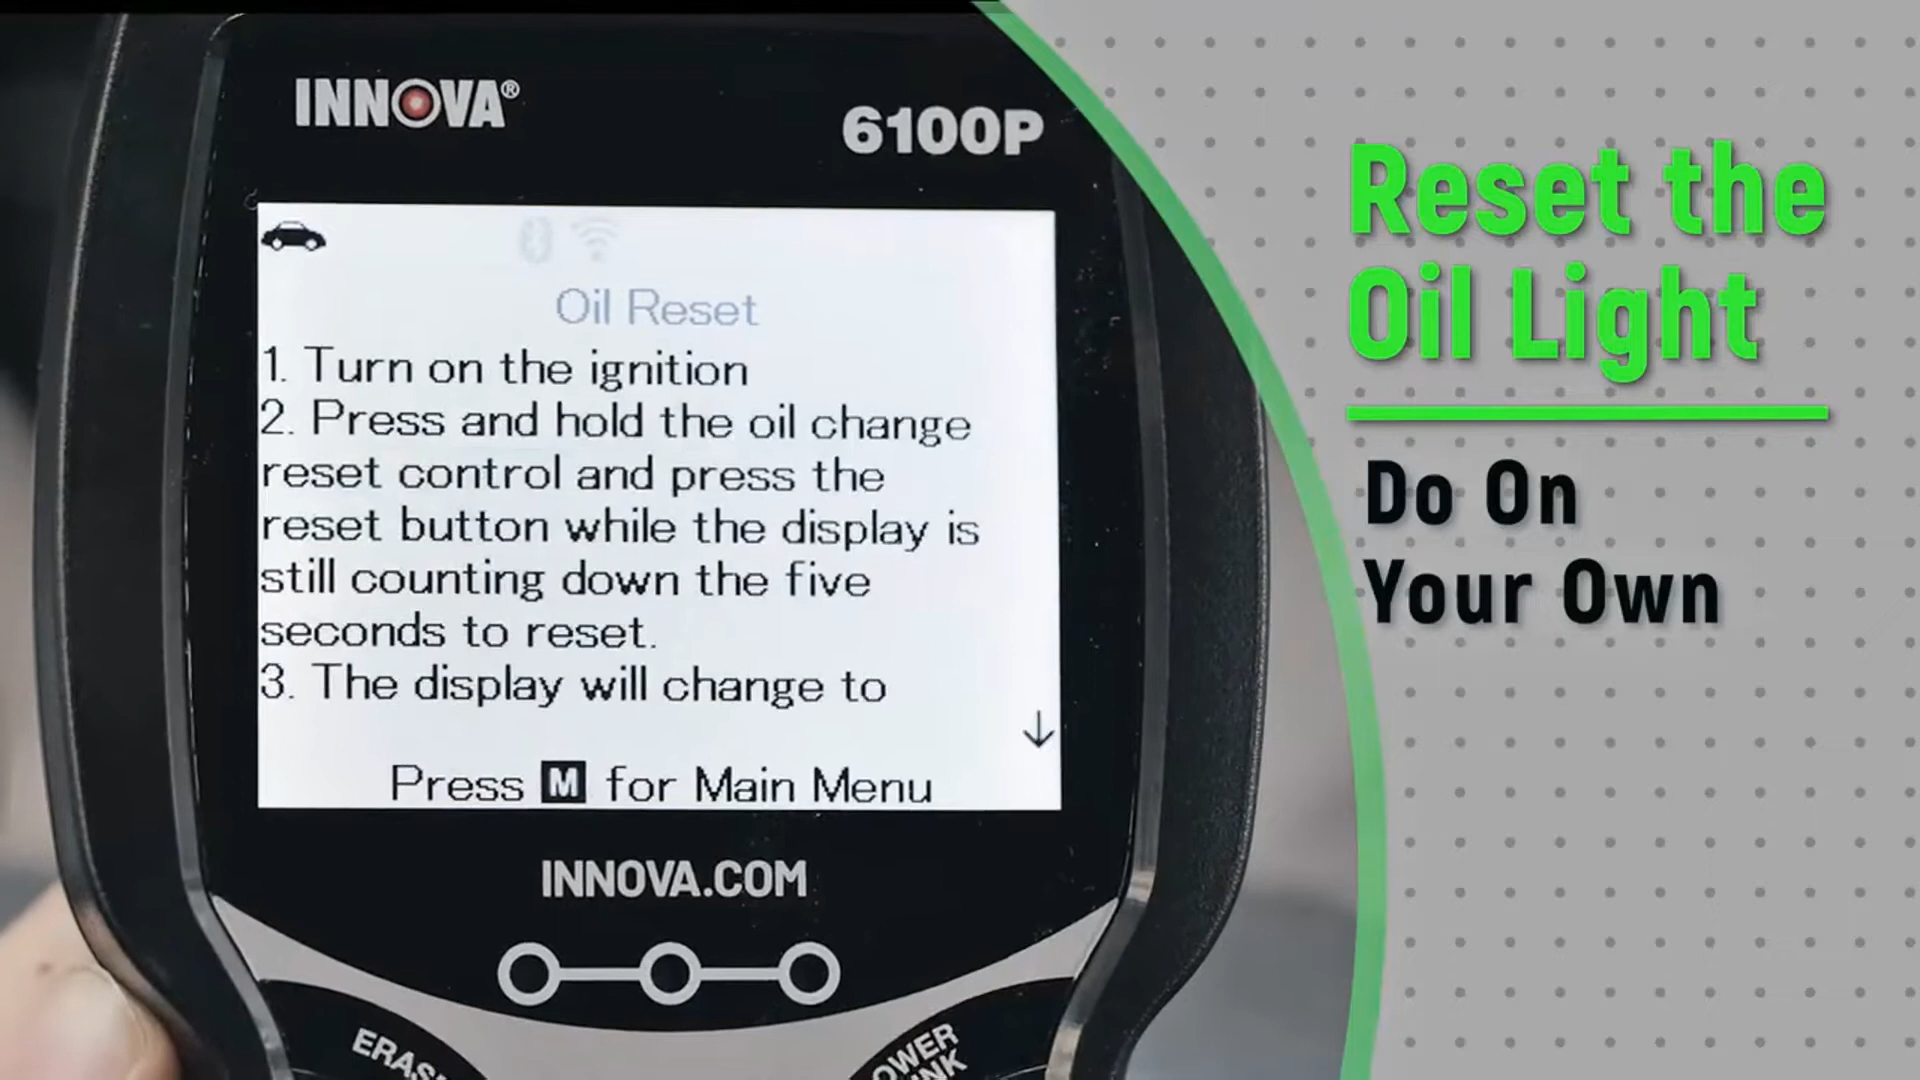 INNOVA®
6100P
Oil Reset
1. Turn on the ignition
2. Press and hold the oil change
reset control and press the
reset button while the display is
still counting down the five
seconds to reset.
3. The display will change to
Press M for Main Menu
INNOVA.COM
Reset the
Oil Light
Do On
Your Own